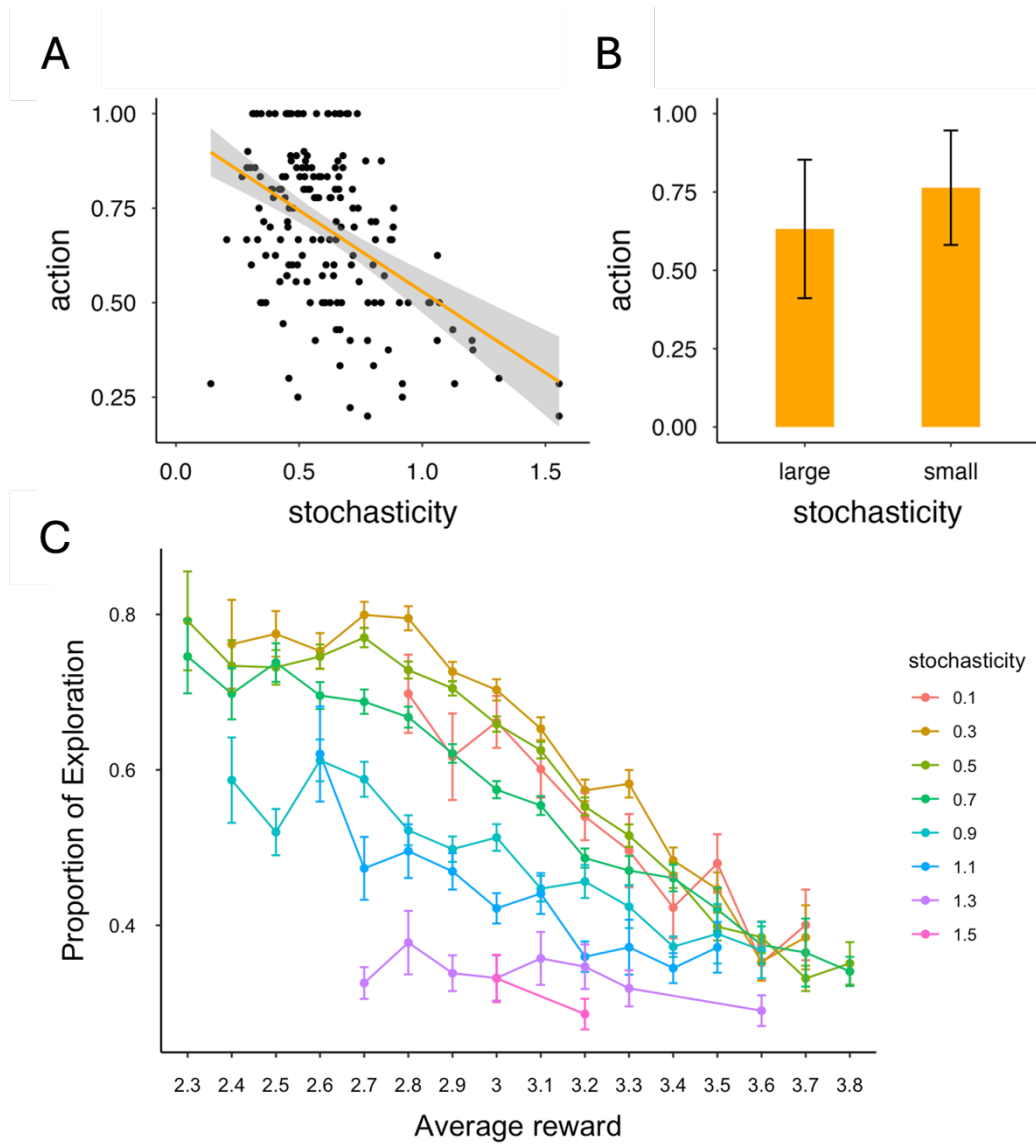 A
action
1.00
0.75
0.50
0.25
0.0 0.5 1.0 1.5
stochasticity
B
action
1.00
0.75
0.50
0.25
0.00
large small
stochasticity
C
Proportion of Exploration
0.8
0.6
0.4
2.3 2.4 2.5 2.6 2.7 2.8 2.9 3 3.1 3.2 3.3 3.4 3.5 3.6 3.7 3.8
Average reward
stochasticity
0.1
0.3
0.5
0.7
0.9
1.1
1.3
1.5